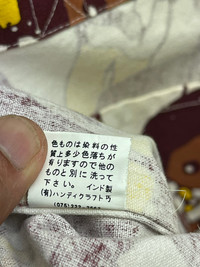 色ものは染料の性
質上多少色落ちが
有りますので他の
ものと別に洗って
下さい。 インド製
(有)ハンディクラフト丐